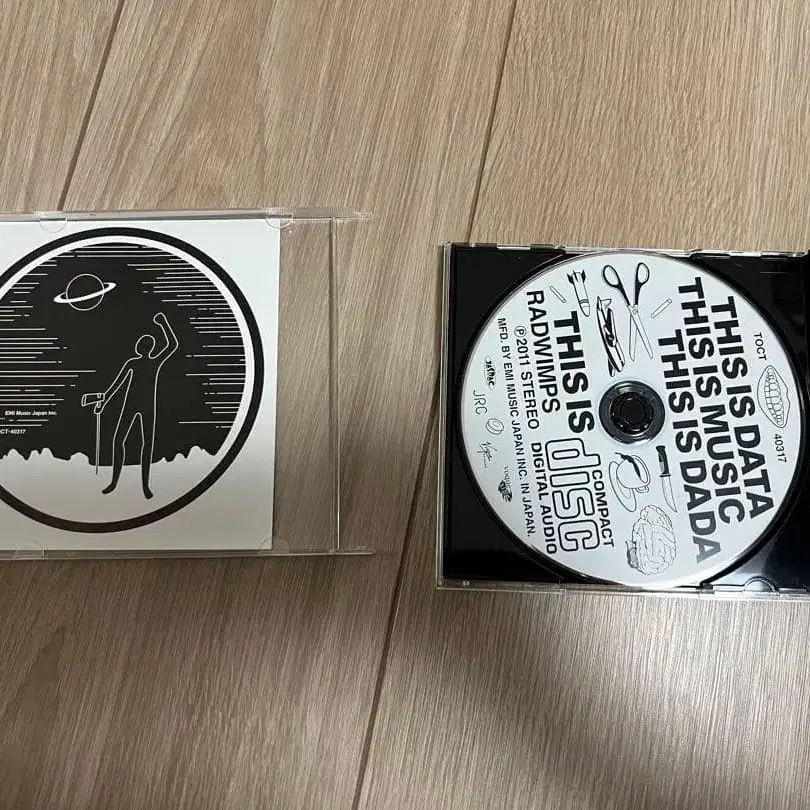 EMI Music Japan Inc.
CT-40317
THIS IS DATA
THIS IS MUSIC
THIS IS DADA
TOCT
40317
THIS IS
COMPACT
disc
DIGITAL AUDIO
RADWIMPS
℗ 2011 STEREO
MFD. BY EMI MUSIC JAPAN INC. IN JAPAN.
JRC
Virgin